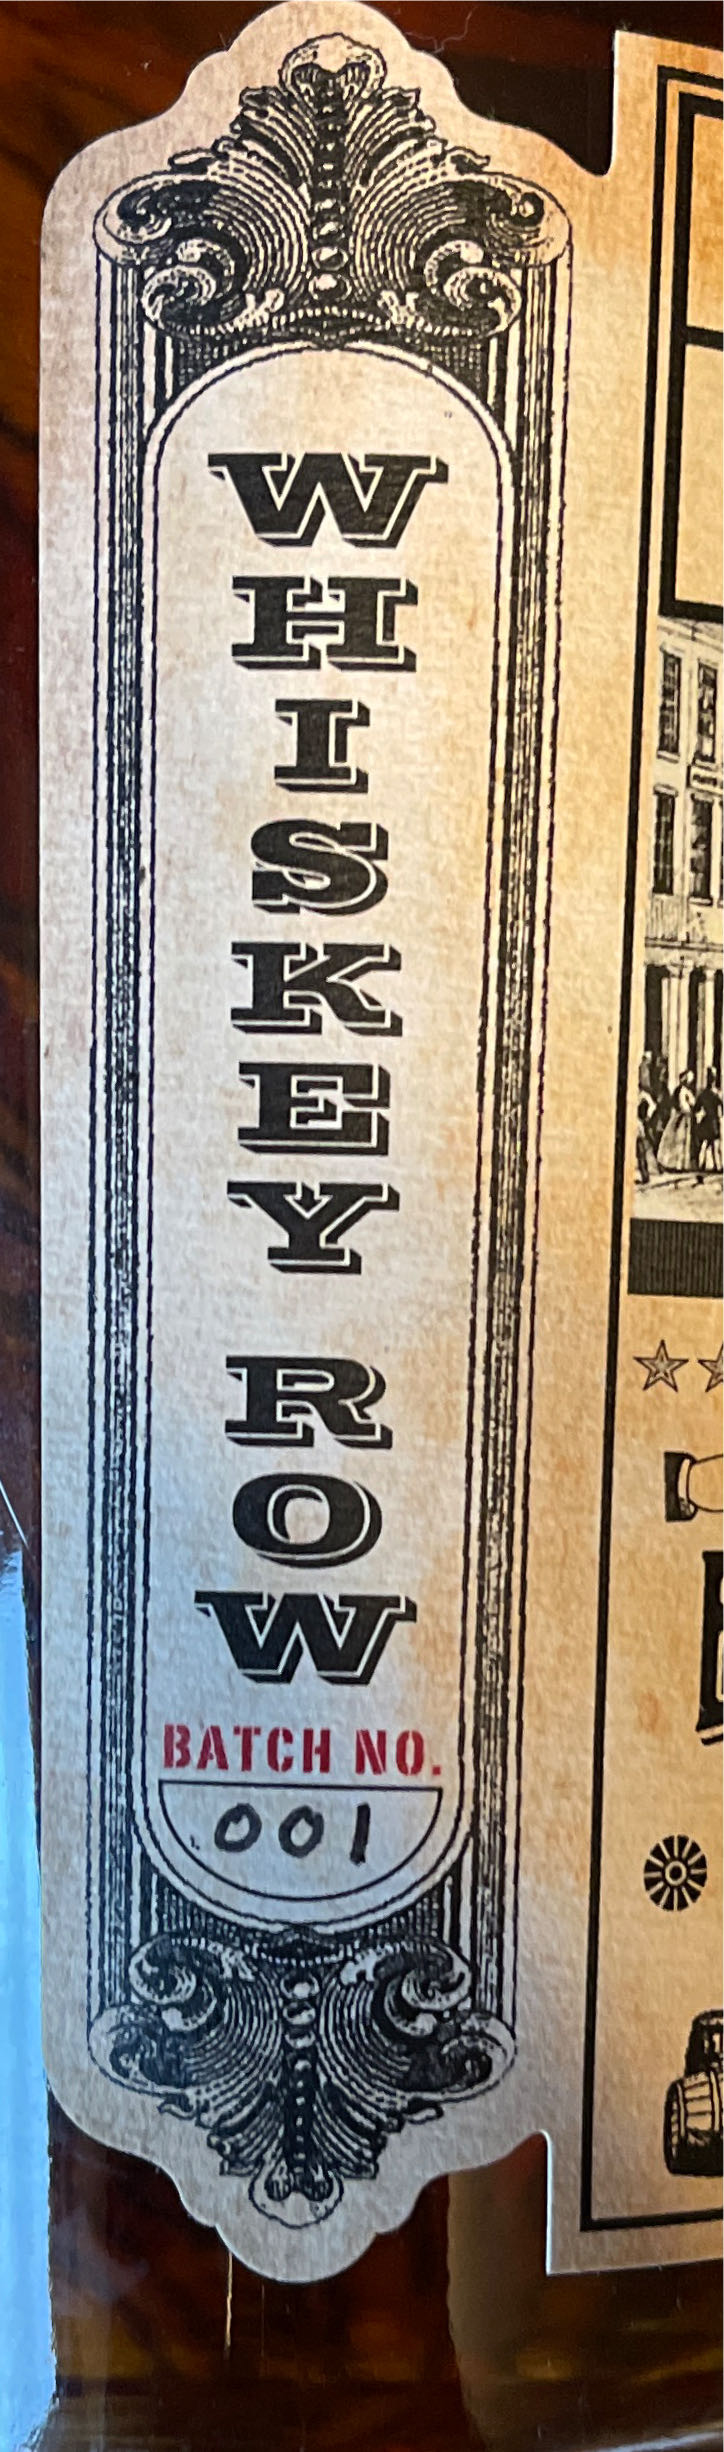 WHISKEY ROW
BATCH NO.
001